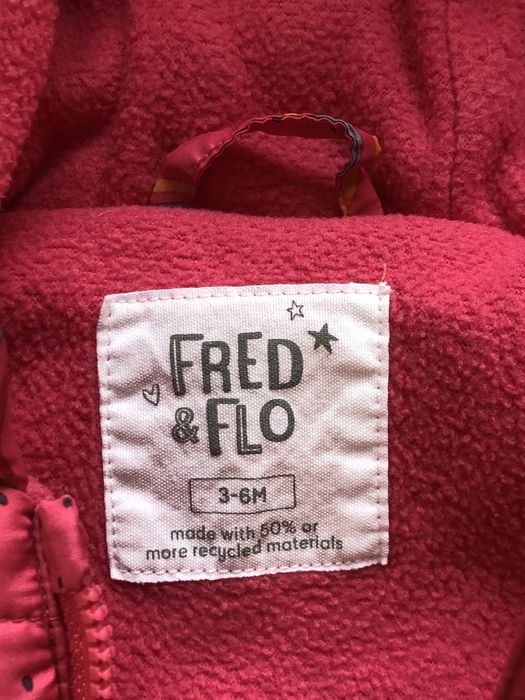 FRED
& FLO
3-6M
made with 50% or
more recycled materials